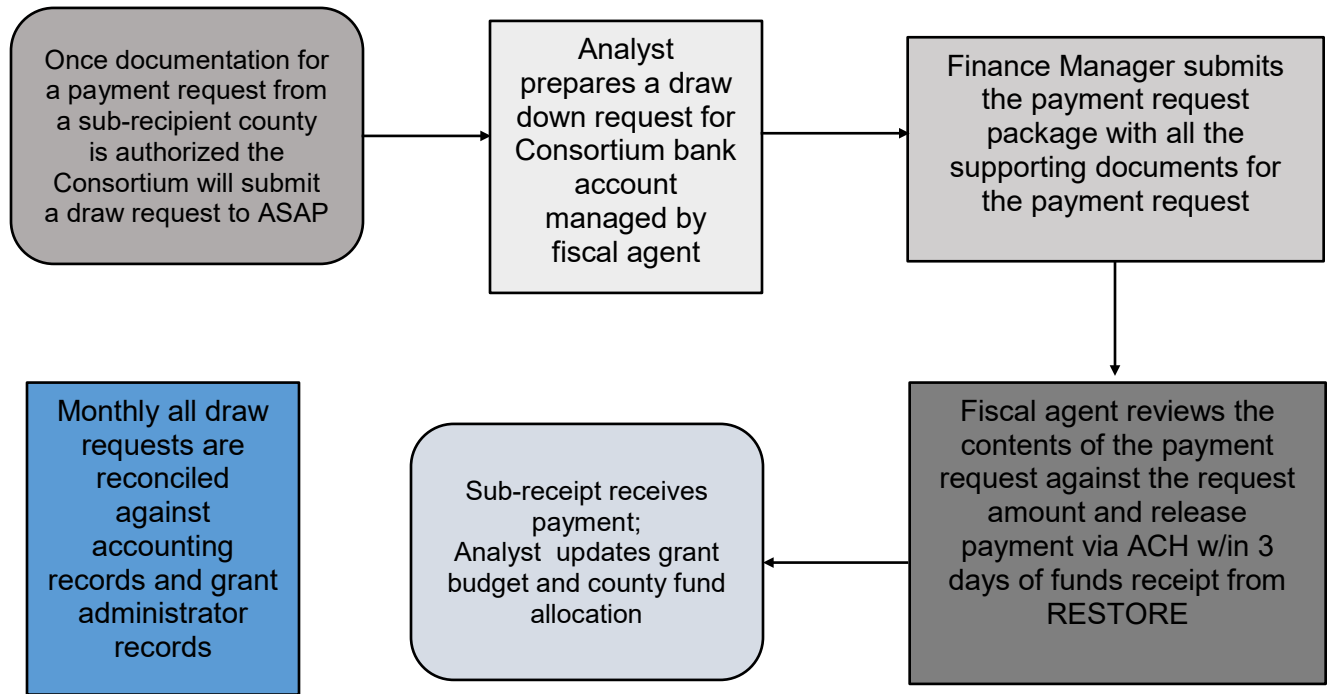 Once documentation for
a payment request from
a sub-recipient county
is authorized the
Consortium will submit
a draw request to ASAP
Analyst
prepares a draw
down request for
Consortium bank
account
managed by
fiscal agent
Finance Manager submits
the payment request
package with all the
supporting documents for
the payment request
Fiscal agent reviews the
contents of the payment
request against the request
amount and release
payment via ACH w/in 3
days of funds receipt from
RESTORE
Sub-receipt receives
payment;
Analyst updates grant
budget and county fund
allocation
Monthly all draw
requests are
reconciled
against
accounting
records and grant
administrator
records